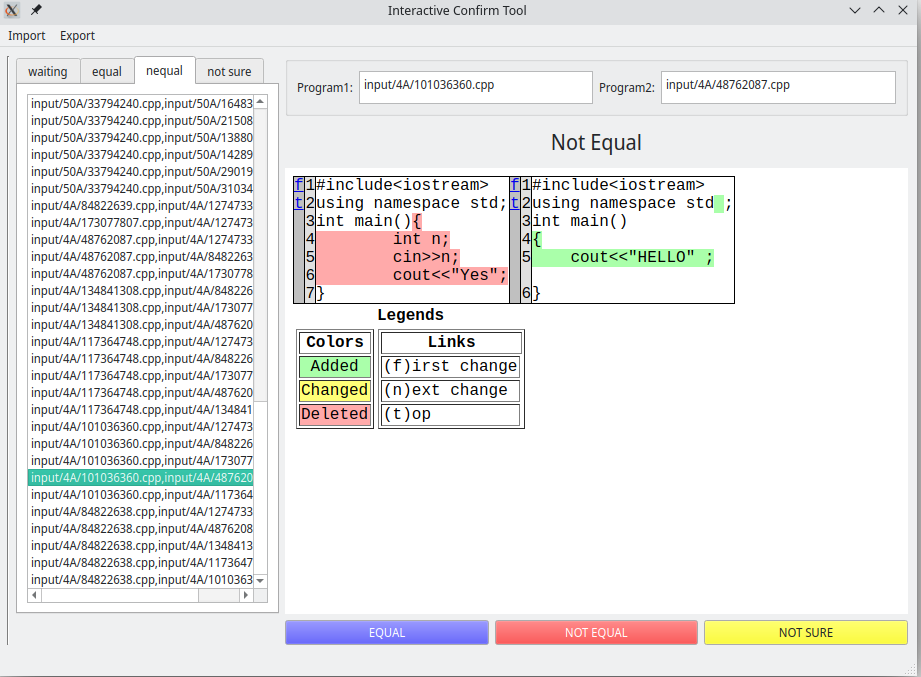 Interactive Confirm Tool
Import Export
waiting equal nequal not sure
input/50A/33794240.cpp,input/50A/16483
input/50A/33794240.cpp,input/50A/21508
input/50A/33794240.cpp,input/50A/13880
input/50A/33794240.cpp,input/50A/14289
input/50A/33794240.cpp,input/50A/29019
input/50A/33794240.cpp,input/50A/31034
input/4A/84822639.cpp,input/4A/1274733
input/4A/173077807.cpp,input/4A/127473
input/4A/48762087.cpp,input/4A/1274733
input/4A/48762087.cpp,input/4A/8482263
input/4A/48762087.cpp,input/4A/1730778
input/4A/134841308.cpp,input/4A/848226
input/4A/134841308.cpp,input/4A/173077
input/4A/134841308.cpp,input/4A/487620
input/4A/117364748.cpp,input/4A/127473
input/4A/117364748.cpp,input/4A/848226
input/4A/117364748.cpp,input/4A/173077
input/4A/117364748.cpp,input/4A/487620
input/4A/117364748.cpp,input/4A/134841
input/4A/101036360.cpp,input/4A/127473
input/4A/101036360.cpp,input/4A/848226
input/4A/101036360.cpp,input/4A/173077
input/4A/101036360.cpp,input/4A/487620
input/4A/101036360.cpp,input/4A/117364
input/4A/84822638.cpp,input/4A/1274733
input/4A/84822638.cpp,input/4A/4876208
input/4A/84822638.cpp,input/4A/1348413
input/4A/84822638.cpp,input/4A/1173647
input/4A/84822638.cpp,input/4A/1010363
Program1: input/4A/101036360.cpp Program2: input/4A/48762087.cpp
Not Equal
f 1 #include<iostream> f 1 #include<iostream>
t 2 using namespace std; t 2 using namespace std ;
3 int main(){ 3 int main()
4 int n; 4 {
5 cin>>n; 5 cout<<"HELLO" ;
6 cout<<"Yes";
7 } 6 }
Legends
Colors Links
Added (f)irst change
Changed (n)ext change
Deleted (t)op
EQUAL NOT EQUAL NOT SURE